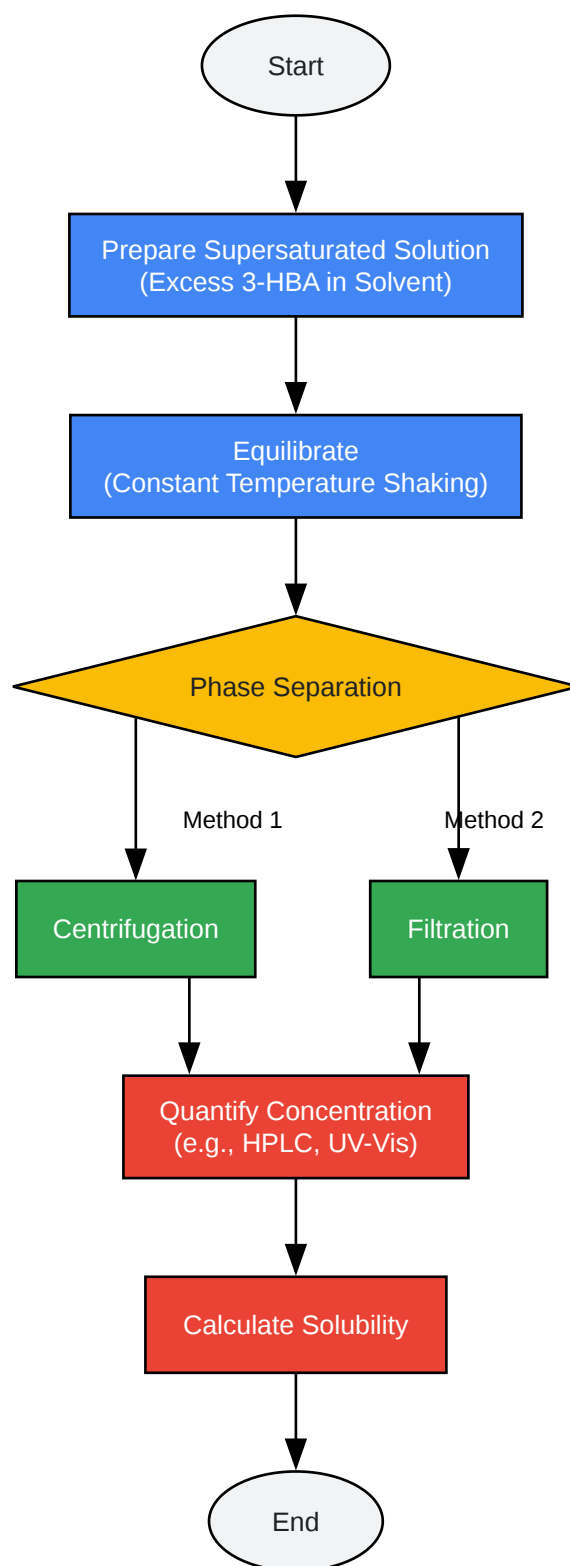 Start
Prepare Supersaturated Solution
(Excess 3-HBA in Solvent)
Equilibrate
(Constant Temperature Shaking)
Phase Separation
Method 1
Method 2
Centrifugation
Filtration
Quantify Concentration
(e.g., HPLC, UV-Vis)
Calculate Solubility
End